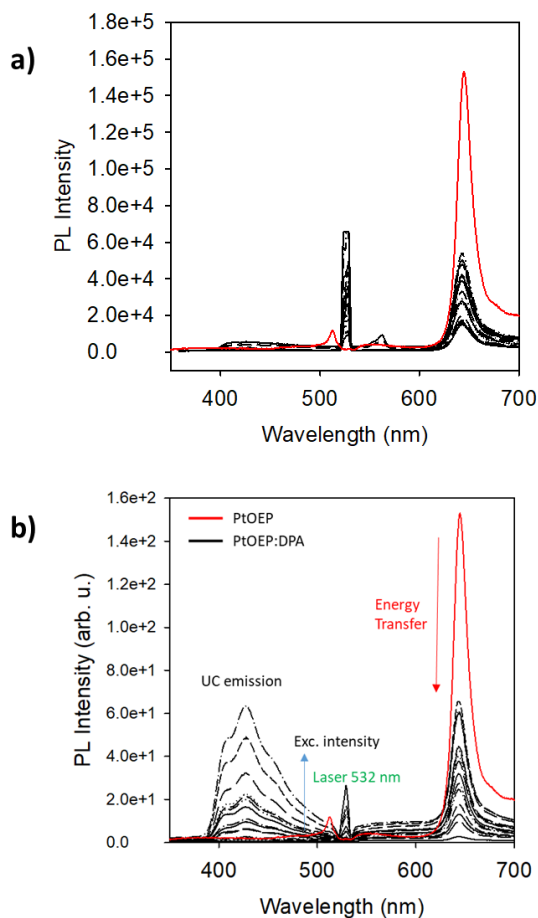 a)
PL Intensity
1.8e+5
1.6e+5
1.4e+5
1.2e+5
1.0e+5
8.0e+4
6.0e+4
4.0e+4
2.0e+4
0.0
400 500 600 700
Wavelength (nm)
b)
PL Intensity (arb. u.)
1.6e+2
1.4e+2
1.2e+2
1.0e+2
8.0e+1
6.0e+1
4.0e+1
2.0e+1
0.0
PtOEP
PtOEP:DPA
Energy
Transfer
UC emission
Exc. intensity
Laser 532 nm
400 500 600 700
Wavelength (nm)